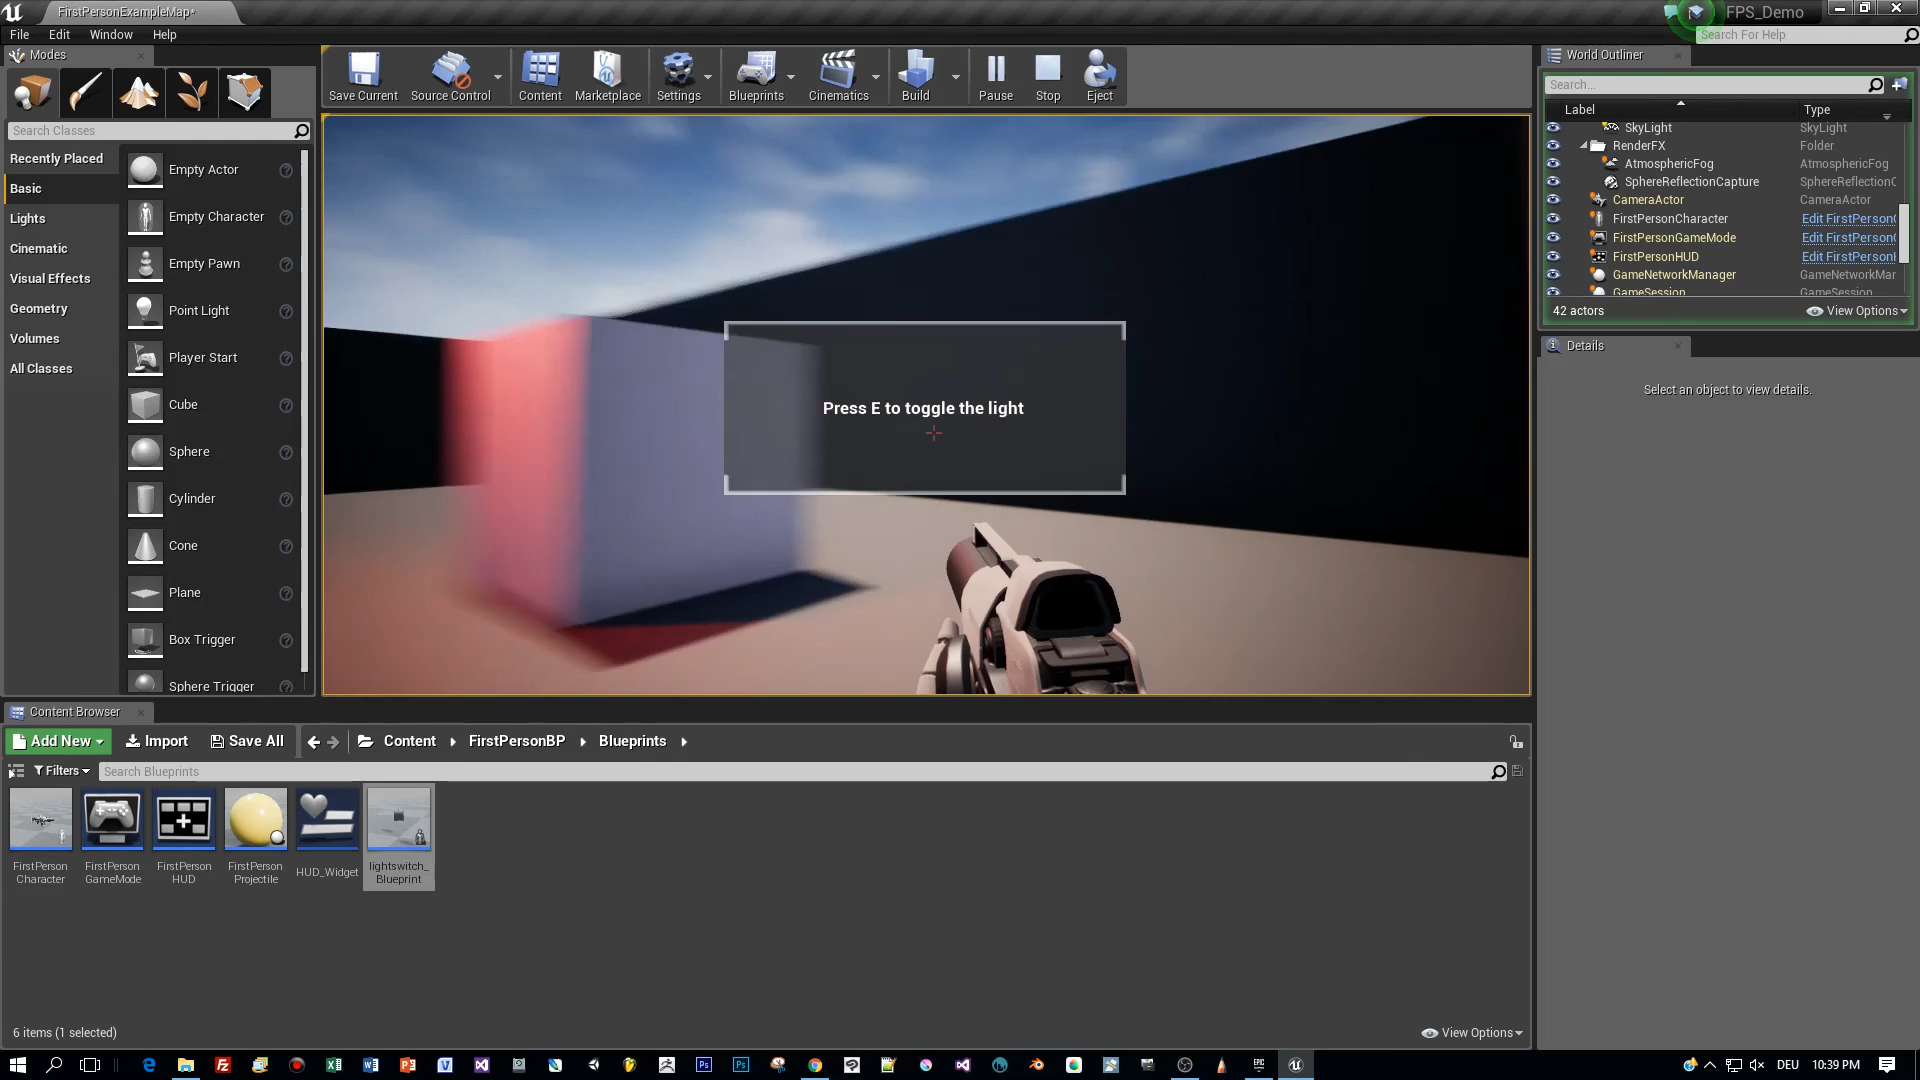 FirstPersonExampleMap*
FPS_Demo
File Edit Window Help
Search For Help
Modes
Search Classes
Recently Placed
Basic
Lights
Cinematic
Visual Effects
Geometry
Volumes
All Classes
Empty Actor
Empty Character
Empty Pawn
Point Light
Player Start
Cube
Sphere
Cylinder
Cone
Plane
Box Trigger
Sphere Trigger
Save Current
Source Control
Content
Marketplace
Settings
Blueprints
Cinematics
Build
Pause
Stop
Eject
Press E to toggle the light
World Outliner
Search...
Label Type
SkyLight SkyLight
RenderFX Folder
AtmosphericFog AtmosphericFog
SphereReflectionCapture SphereReflectionC
CameraActor CameraActor
FirstPersonCharacter Edit FirstPersonC
FirstPersonGameMode Edit FirstPersonC
FirstPersonHUD Edit FirstPersonH
GameNetworkManager GameNetworkMar
GameSession GameSession
42 actors View Options
Details
Select an object to view details.
Content Browser
Add New Import Save All Content FirstPersonBP Blueprints
Filters Search Blueprints
FirstPerson
Character
FirstPerson
GameMode
FirstPerson
HUD
FirstPerson
Projectile
HUD_Widget
lightswitch_
Blueprint
6 items (1 selected)
View Options
DEU 10:39 PM